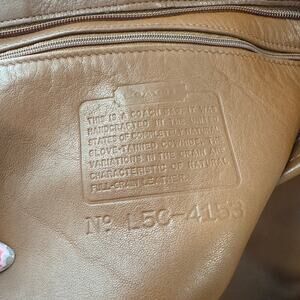 COACH
THIS IS A COACH BAG. IT WAS
HANDCRAFTED IN THE UNITED
STATES OF COMPLETELY NATURAL
GLOVE-TANNED COWHIDE. THE
VARIATIONS IN THE GRAIN ARE
CHARACTERISTIC OF NATURAL
FULL-GRAIN LEATHER.
Nº L5C-4153